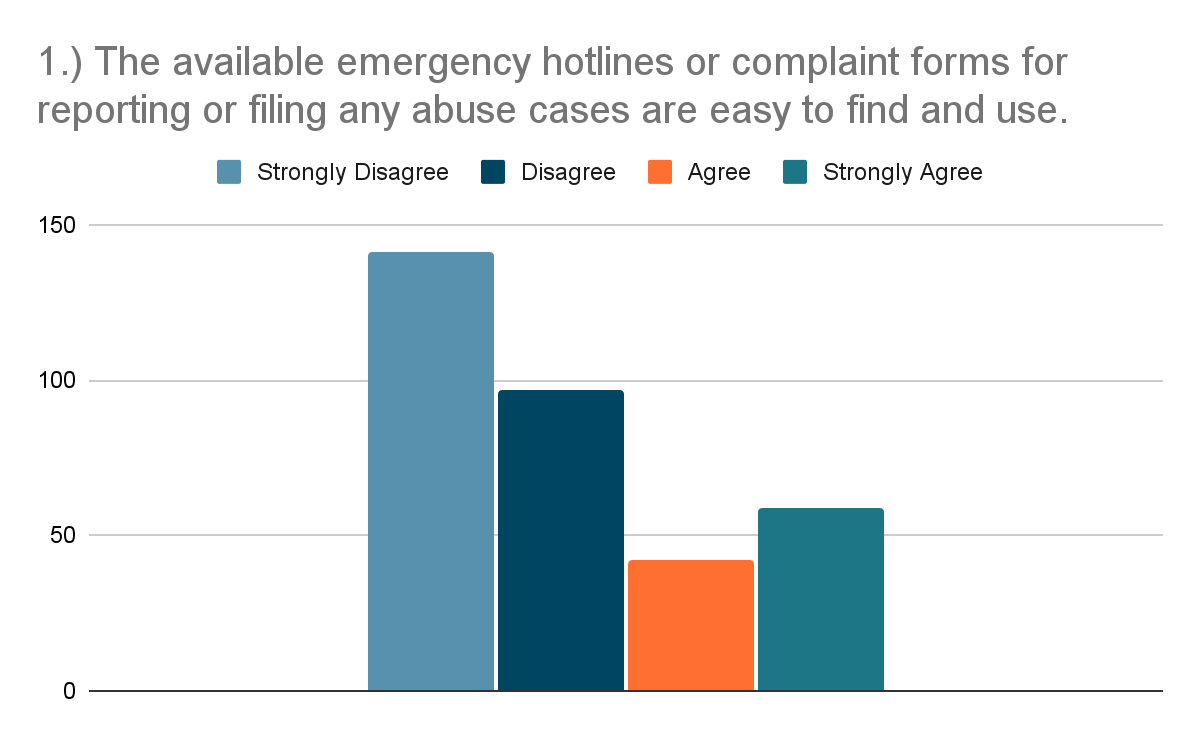 1.) The available emergency hotlines or complaint forms for
reporting or filing any abuse cases are easy to find and use.
Strongly Disagree Disagree Agree Strongly Agree
150
100
50
0